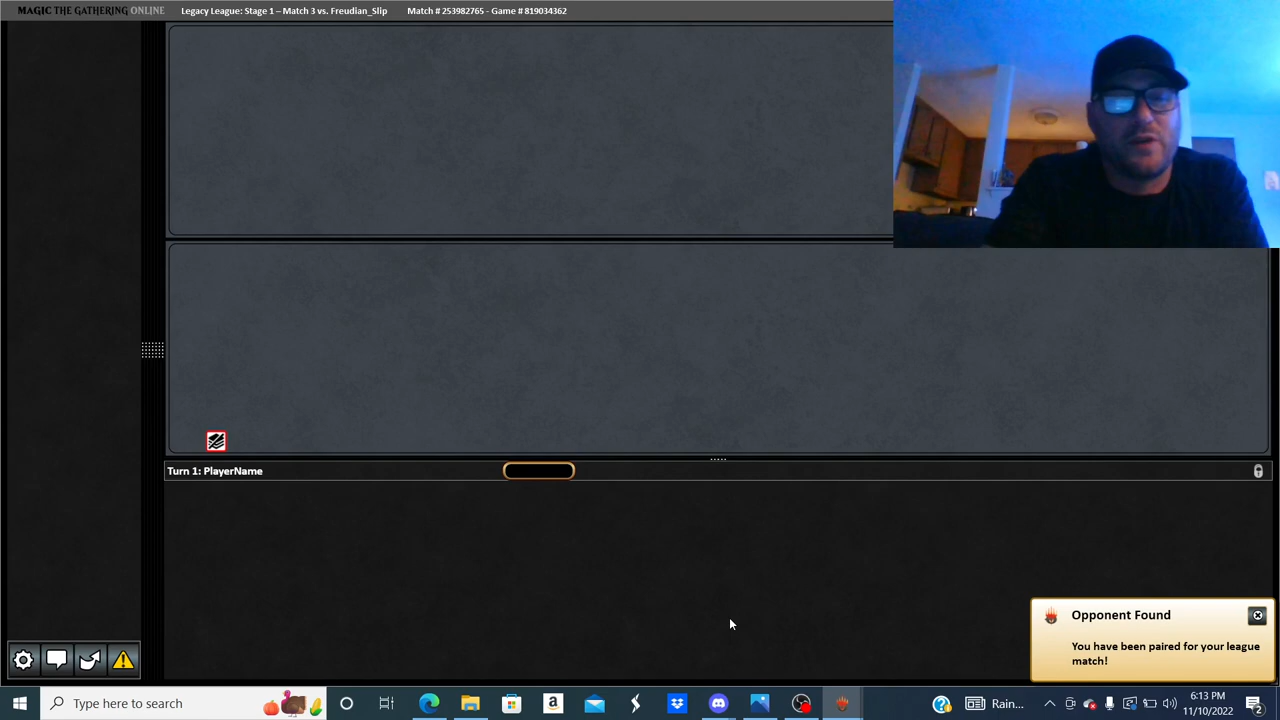 MAGIC THE GATHERING ONLINE
Legacy League: Stage 1 – Match 3 vs. Freudian_Slip Match # 253982765 - Game # 819034362
Turn 1: PlayerName
Opponent Found
You have been paired for your league
match!
Type here to search
Rain...
6:13 PM
11/10/2022
2